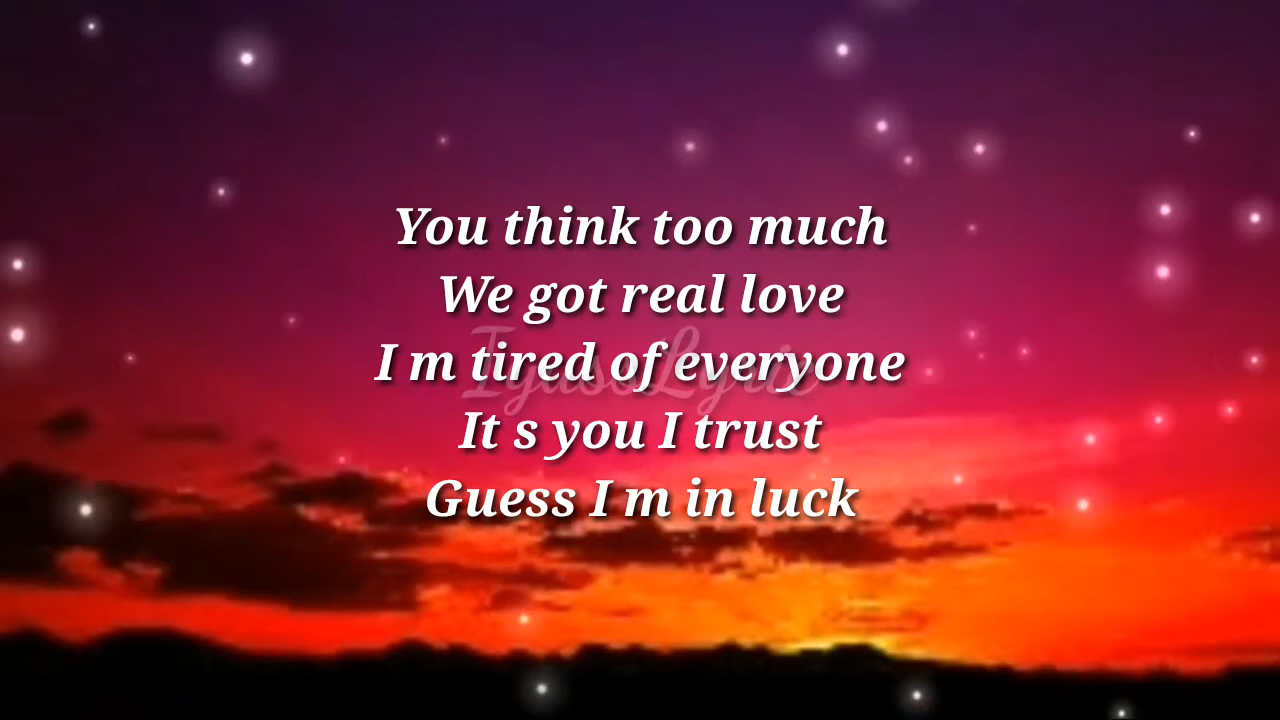 You think too much
We got real love
I m tired of everyone
It s you I trust
Guess I m in luck